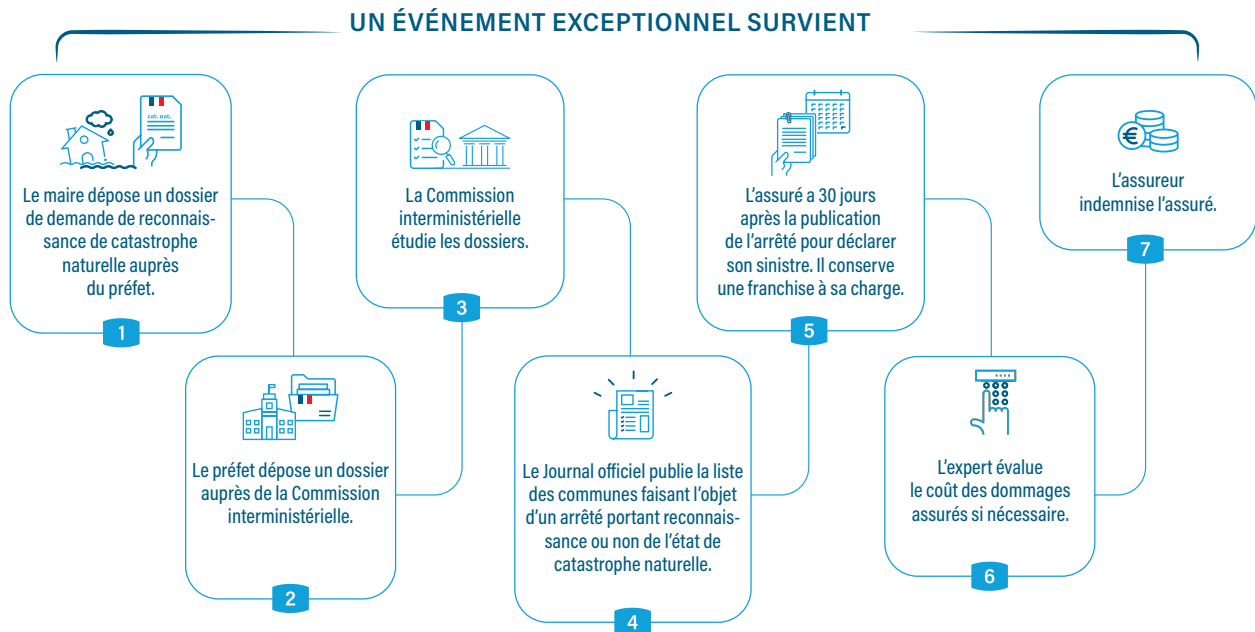 UN ÉVÉNEMENT EXCEPTIONNEL SURVIENT
cat. nat.
Le maire dépose un dossier
de demande de reconnais-
sance de catastrophe
naturelle auprès
du préfet.
1
Le préfet dépose un dossier
auprès de la Commission
interministérielle.
2
La Commission
interministérielle
étudie les dossiers.
3
Le Journal officiel publie la liste
des communes faisant l’objet
d’un arrêté portant reconnais-
sance ou non de l’état de
catastrophe naturelle.
4
L’assuré a 30 jours
après la publication
de l’arrêté pour déclarer
son sinistre. Il conserve
une franchise à sa charge.
5
L’expert évalue
le coût des dommages
assurés si nécessaire.
6
€
L’assureur
indemnise l’assuré.
7